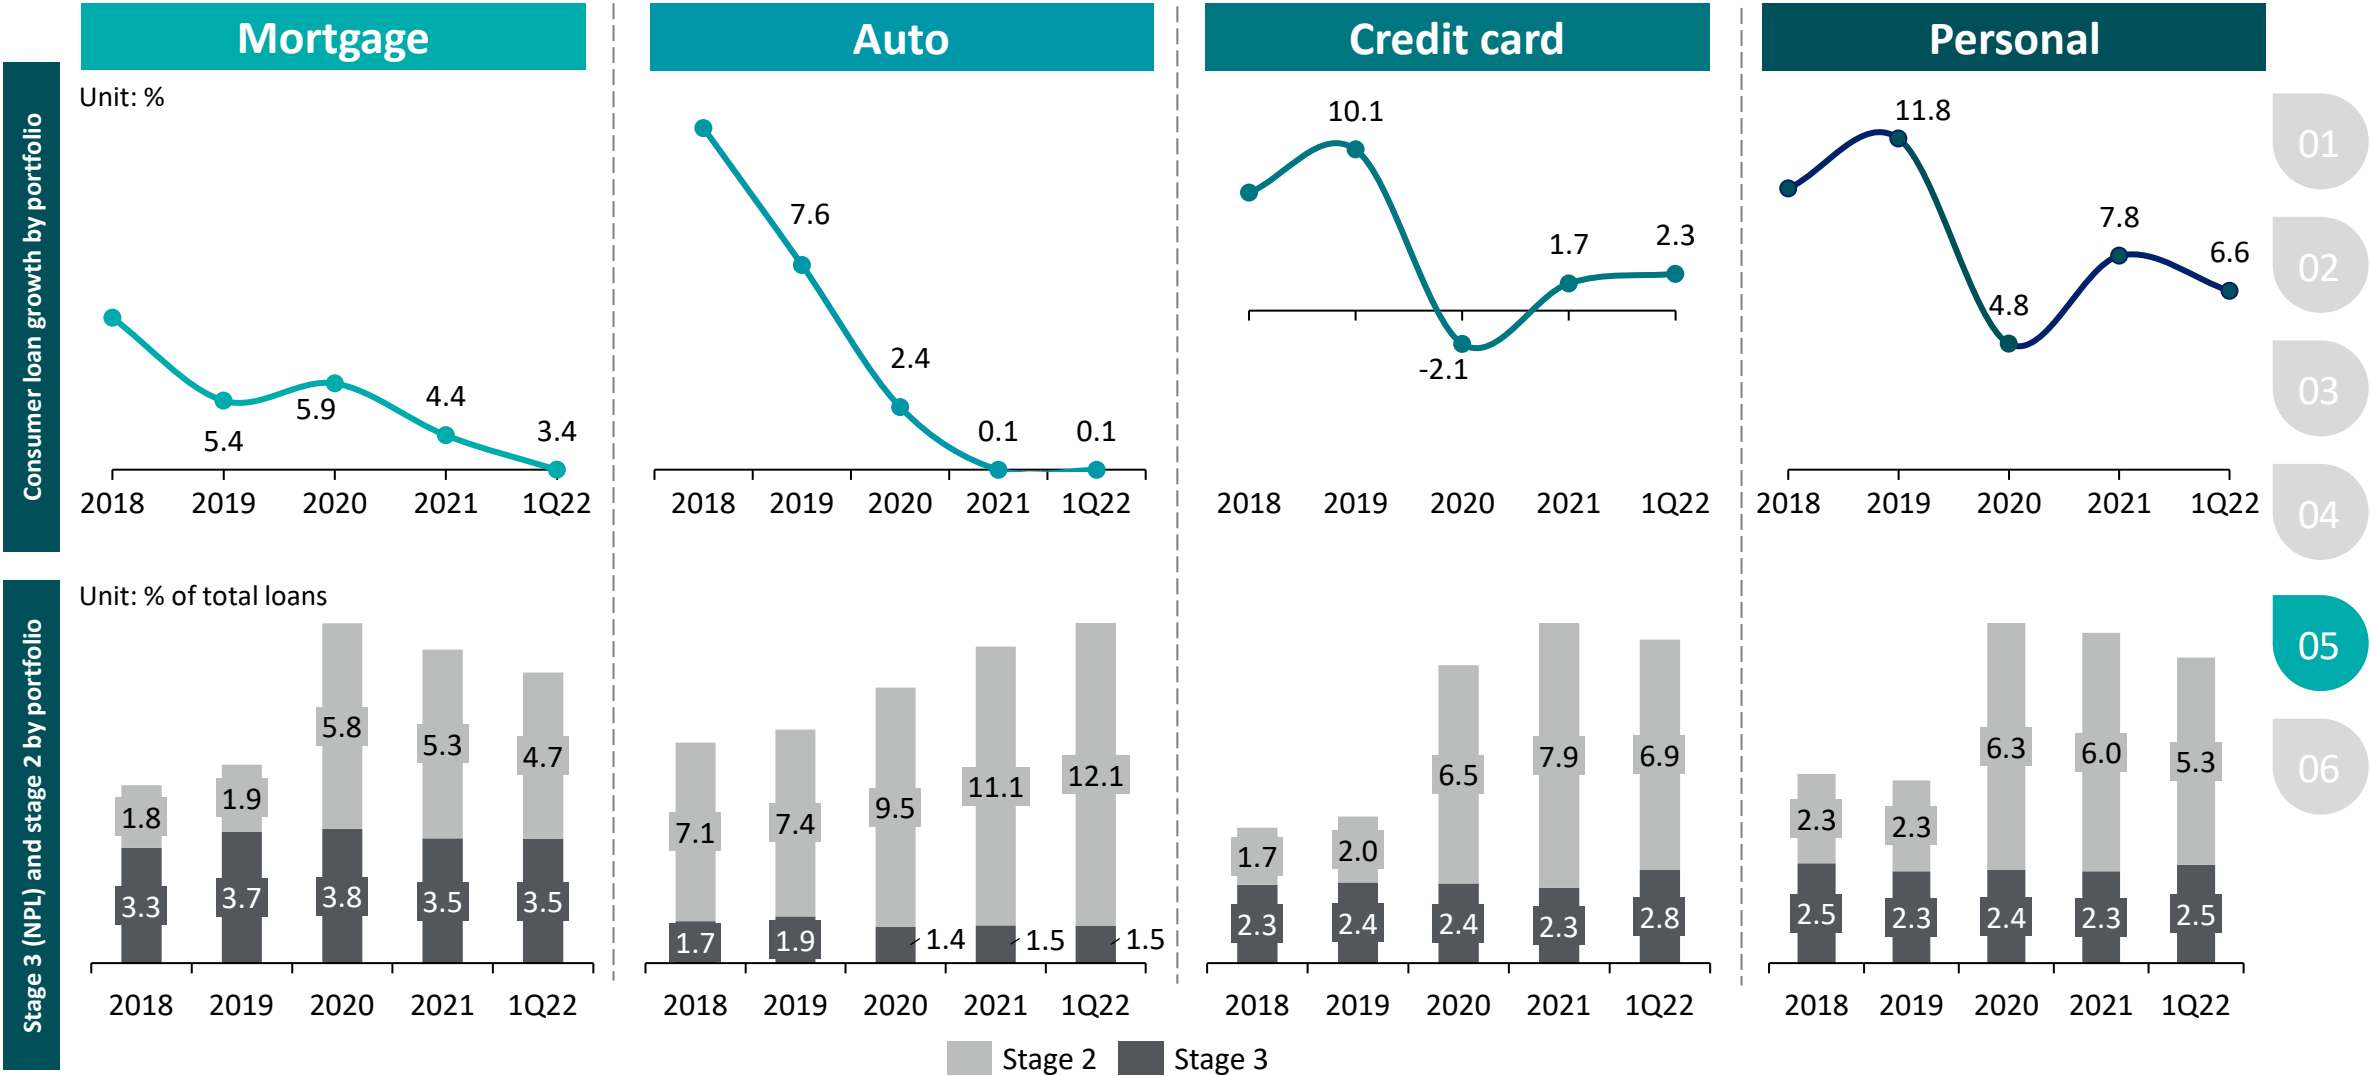 Mortgage
Auto
Credit card
Personal
Consumer loan growth by portfolio
Unit: %
5.4
5.9
4.4
3.4
2018 2019 2020 2021 1Q22
7.6
2.4
0.1
0.1
2018 2019 2020 2021 1Q22
10.1
-2.1
1.7
2.3
2018 2019 2020 2021 1Q22
11.8
4.8
7.8
6.6
2018 2019 2020 2021 1Q22
Stage 3 (NPL) and stage 2 by portfolio
Unit: % of total loans
1.8 1.9 5.8 5.3 4.7
3.3 3.7 3.8 3.5 3.5
2018 2019 2020 2021 1Q22
7.1 7.4 9.5 11.1 12.1
1.7 1.9 1.4 1.5 1.5
2018 2019 2020 2021 1Q22
1.7 2.0 6.5 7.9 6.9
2.3 2.4 2.4 2.3 2.8
2018 2019 2020 2021 1Q22
2.3 2.3 6.3 6.0 5.3
2.5 2.3 2.4 2.3 2.5
2018 2019 2020 2021 1Q22
Stage 2 Stage 3
01
02
03
04
05
06